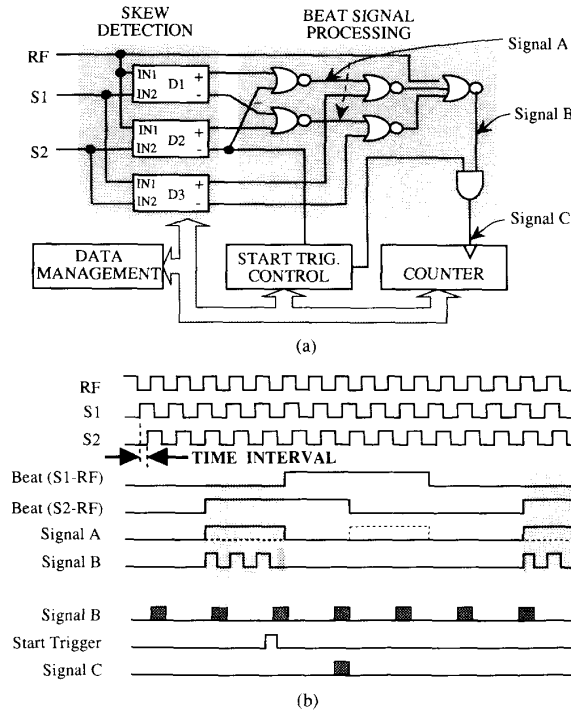 SKEW DETECTION
BEAT SIGNAL PROCESSING
Signal A
RF
S1
S2
IN1 D1 +
IN2 -
IN1 D2 +
IN2 -
IN1 D3 +
IN2 -
Signal B
Signal C
DATA MANAGEMENT
START TRIG. CONTROL
COUNTER
(a)
RF
S1
S2
TIME INTERVAL
Beat (S1-RF)
Beat (S2-RF)
Signal A
Signal B
Signal B
Start Trigger
Signal C
(b)